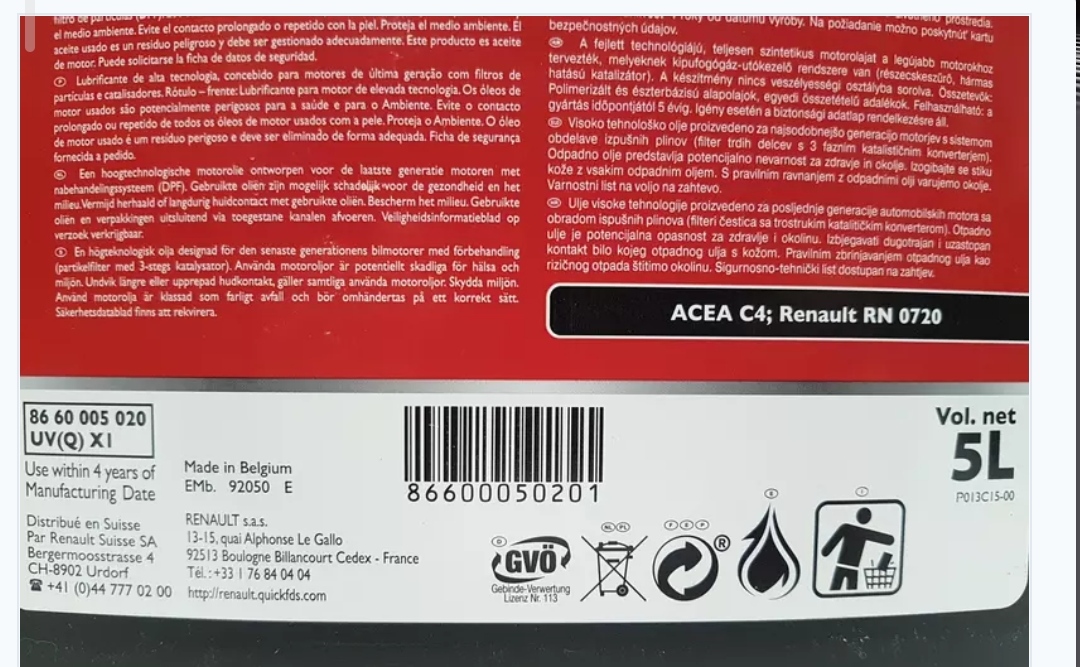 el medio ambiente. Evite el contacto prolongado o repetido con la piel. Proteja el medio ambiente. El
aceite usado es un residuo peligroso y debe ser gestionado adecuadamente. Este producto es aceite
de motor. Puede solicitarse la ficha de datos de seguridad.
P Lubrificante de alta tecnologia, concebido para motores de última geração com filtros de
partículas e catalisadores. Rótulo – frente: Lubrificante para motor de elevada tecnologia. Os óleos de
motor usados são potencialmente perigosos para a saúde e para o Ambiente. Evite o contacto
prolongado ou repetido de todos os óleos de motor usados com a pele. Proteja o Ambiente. O óleo
de motor usado é um resíduo perigoso e deve ser eliminado de forma adequada. Ficha de segurança
fornecida a pedido.
Een hoogtechnologische motorolie ontworpen voor de laatste generatie motoren met
nabehandelingssysteem (DPF). Gebruikte oliën zijn mogelijk schadelijk voor de gezondheid en het
milieu. Vermijd herhaald of langdurig huidcontact met gebruikte oliën. Bescherm het milieu. Gebruikte
oliën en verpakkingen uitsluitend via toegestane kanalen afvoeren. Veiligheidsinformatieblad op
verzoek verkrijgbaar.
S En högteknologisk olja designad för den senaste generationens bilmotorer med förbehandling
(partikelfilter med 3-stegs katalysator). Använda motoroljor är potentiellt skadliga för hälsa och
miljön. Undvik längre eller upprepad hudkontakt, gäller samtliga använda motoroljor. Skydda miljön.
Använd motorolja är klassad som farligt avfall och bör omhändertas på ett korrekt sätt.
Säkerhetsdatablad finns att rekvirera.
roky od dátumu výroby. Na požiadanie možno poskytnúť kartu
bezpečnostných údajov.
A fejlett technológiájú, teljesen szintetikus motorolajat a legújabb motorokhoz
tervezték, melyeknek kipufogógáz-utókezelő rendszere van (részecskeszűrő, hármas
hatású katalizátor). A készítmény nincs veszélyességi osztályba sorolva. Összetevők:
Polimerizált és észterbázisú alapolajok, egyedi összetételű adalékok. Felhasználható: a
gyártás időpontjától 5 évig. Igény esetén a biztonsági adatlap rendelkezésre áll.
Visoko tehnološko olje proizvedeno za najsodobnejšo generacijo motorjev s sistemom
obdelave izpušnih plinov (filter trdih delcev s 3 faznim katalističnim konverterjem).
Odpadno olje predstavlja potencialno nevarnost za zdravje in okolje. Izogibajte se stiku
kože z vsakim odpadnim oljem. S pravilnim ravnanjem z odpadnimi olji varujemo okolje.
Varnostni list na voljo na zahtevo.
Ulje visoke tehnologije proizvedeno za posljednje generacije automobilskih motora sa
obradom ispušnih plinova (filteri čestica sa trostrukim katalitičkim konverterom). Otpadno
ulje je potencijalna opasnost za zdravlje i okolinu. Izbjegavati dugotrajan i uzastopan
kontakt bilo kojeg otpadnog ulja s kožom. Pravilnim zbrinjavanjem otpadnog ulja kao
rizičnog otpada štitimo okolinu. Sigurnosno-tehnički list dostupan na zahtjev.
ACEA C4; Renault RN 0720
86 60 005 020
UV(Q) X1
Use within 4 years of
Manufacturing Date
Distribué en Suisse
Par Renault Suisse SA
Bergermoosstrasse 4
CH-8902 Urdorf
☎ +41 (0)44 777 02 00
Made in Belgium
EMb. 92050 E
RENAULT s.a.s.
13-15, quai Alphonse Le Gallo
92513 Boulogne Billancourt Cedex - France
Tél.: +33 1 76 84 04 04
http://renault.quickfds.com
86600050201
D
GVÖ
Gebinde-Verwertung
Lizenz Nr. 113
NL PL
F E P
®
Vol. net
5L
P013C15-00